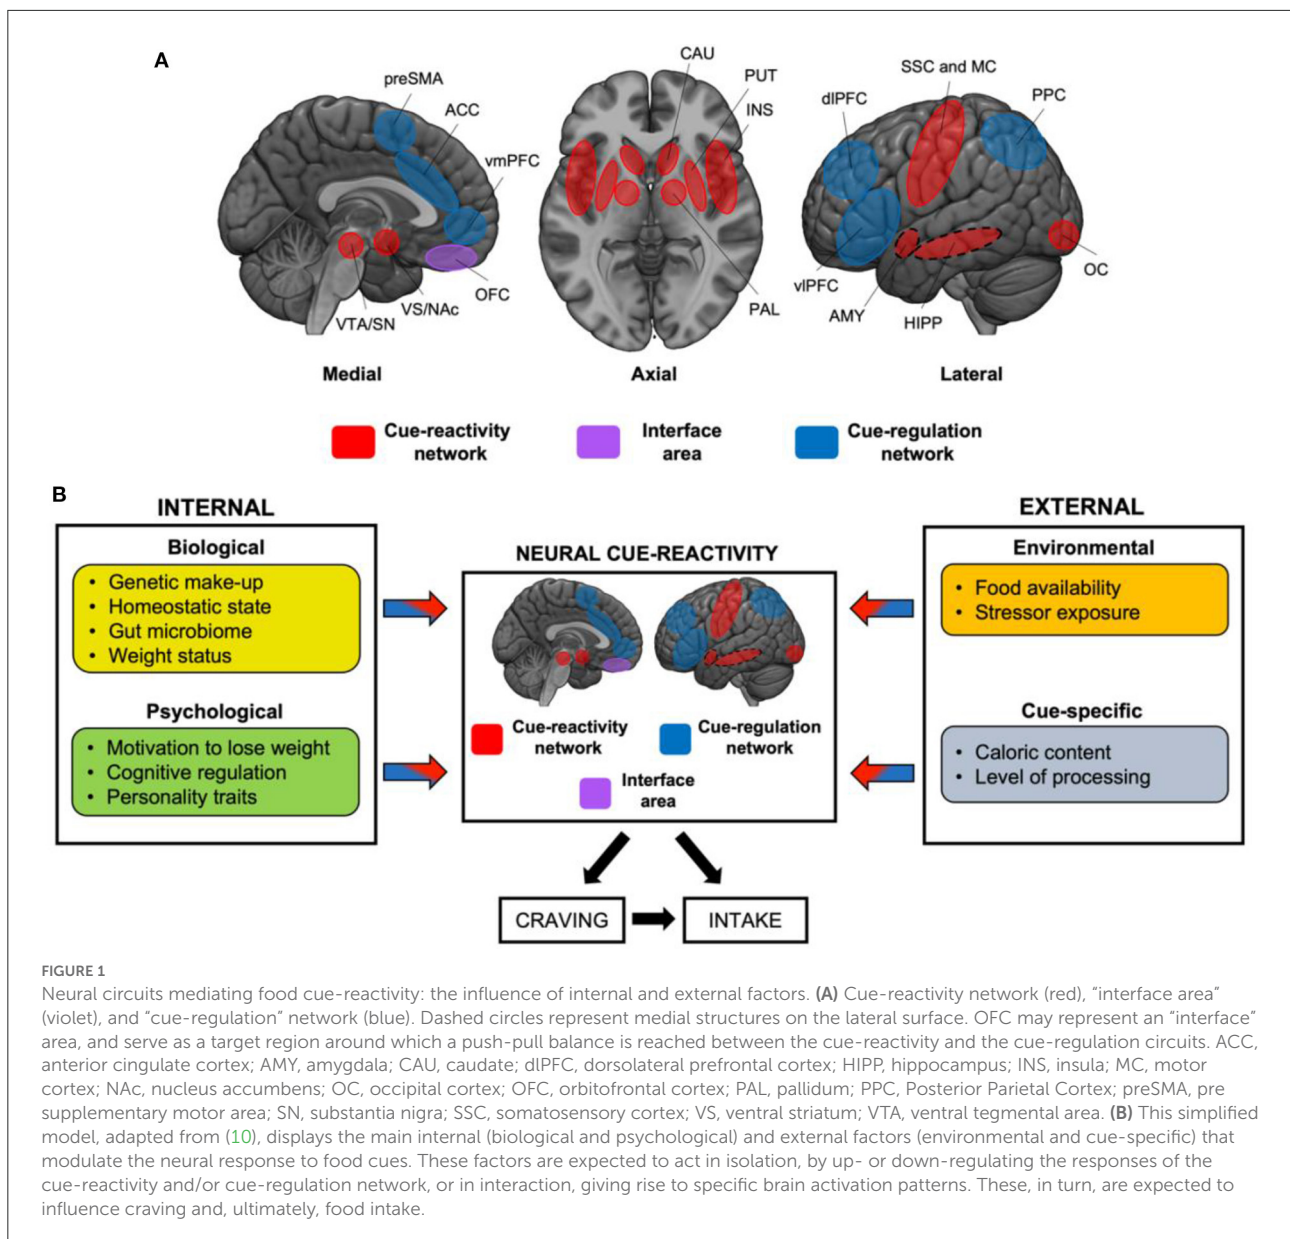 A
preSMA
ACC
vmPFC
OFC
VS/NAc
VTA/SN
Medial
CAU
PUT
INS
PAL
Axial
SSC and MC
dlPFC
PPC
vlPFC
AMY
HIPP
OC
Lateral
Cue-reactivity
network
Interface
area
Cue-regulation
network
B
INTERNAL
Biological
• Genetic make-up
• Homeostatic state
• Gut microbiome
• Weight status
Psychological
• Motivation to lose weight
• Cognitive regulation
• Personality traits
NEURAL CUE-REACTIVITY
Cue-reactivity
network
Cue-regulation
network
Interface
area
EXTERNAL
Environmental
• Food availability
• Stressor exposure
Cue-specific
• Caloric content
• Level of processing
CRAVING
INTAKE
FIGURE 1
Neural circuits mediating food cue-reactivity: the influence of internal and external factors. (A) Cue-reactivity network (red), “interface area”
(violet), and “cue-regulation” network (blue). Dashed circles represent medial structures on the lateral surface. OFC may represent an “interface”
area, and serve as a target region around which a push-pull balance is reached between the cue-reactivity and the cue-regulation circuits. ACC,
anterior cingulate cortex; AMY, amygdala; CAU, caudate; dlPFC, dorsolateral prefrontal cortex; HIPP, hippocampus; INS, insula; MC, motor
cortex; NAc, nucleus accumbens; OC, occipital cortex; OFC, orbitofrontal cortex; PAL, pallidum; PPC, Posterior Parietal Cortex; preSMA, pre
supplementary motor area; SN, substantia nigra; SSC, somatosensory cortex; VS, ventral striatum; VTA, ventral tegmental area. (B) This simplified
model, adapted from (10), displays the main internal (biological and psychological) and external factors (environmental and cue-specific) that
modulate the neural response to food cues. These factors are expected to act in isolation, by up- or down-regulating the responses of the
cue-reactivity and/or cue-regulation network, or in interaction, giving rise to specific brain activation patterns. These, in turn, are expected to
influence craving and, ultimately, food intake.